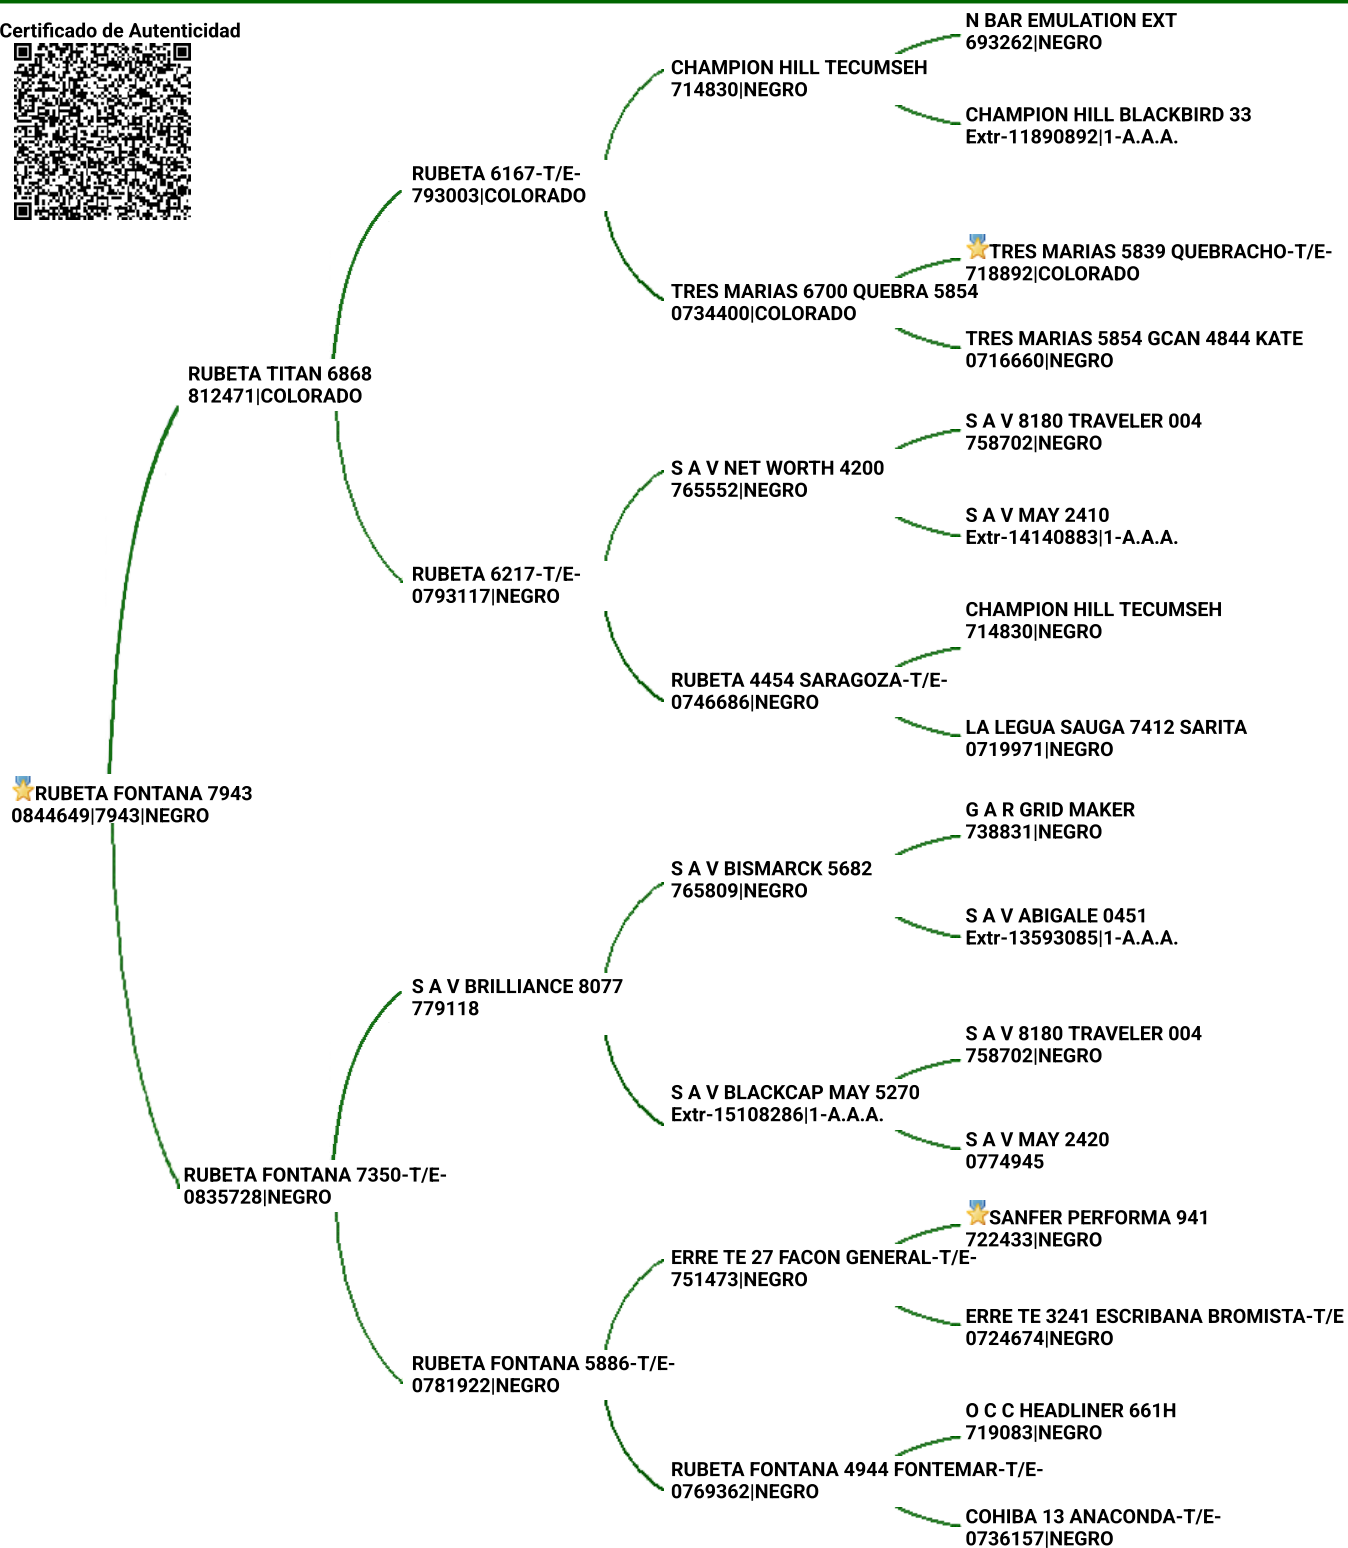 Certificado de Autenticidad
N BAR EMULATION EXT
693262|NEGRO
CHAMPION HILL TECUMSEH
714830|NEGRO
CHAMPION HILL BLACKBIRD 33
Extr-11890892|1-A.A.A.
RUBETA 6167-T/E-
793003|COLORADO
TRES MARIAS 5839 QUEBRACHO-T/E-
718892|COLORADO
TRES MARIAS 6700 QUEBRA 5854
0734400|COLORADO
TRES MARIAS 5854 GCAN 4844 KATE
0716660|NEGRO
RUBETA TITAN 6868
812471|COLORADO
S A V 8180 TRAVELER 004
758702|NEGRO
S A V NET WORTH 4200
765552|NEGRO
S A V MAY 2410
Extr-14140883|1-A.A.A.
RUBETA 6217-T/E-
0793117|NEGRO
CHAMPION HILL TECUMSEH
714830|NEGRO
RUBETA 4454 SARAGOZA-T/E-
0746686|NEGRO
LA LEGUA SAUGA 7412 SARITA
0719971|NEGRO
RUBETA FONTANA 7943
0844649|7943|NEGRO
G A R GRID MAKER
738831|NEGRO
S A V BISMARCK 5682
765809|NEGRO
S A V ABIGALE 0451
Extr-13593085|1-A.A.A.
S A V BRILLIANCE 8077
779118
S A V 8180 TRAVELER 004
758702|NEGRO
S A V BLACKCAP MAY 5270
Extr-15108286|1-A.A.A.
S A V MAY 2420
0774945
RUBETA FONTANA 7350-T/E-
0835728|NEGRO
SANFER PERFORMA 941
722433|NEGRO
ERRE TE 27 FACON GENERAL-T/E-
751473|NEGRO
ERRE TE 3241 ESCRIBANA BROMISTA-T/E
0724674|NEGRO
RUBETA FONTANA 5886-T/E-
0781922|NEGRO
O C C HEADLINER 661H
719083|NEGRO
RUBETA FONTANA 4944 FONTEMAR-T/E-
0769362|NEGRO
COHIBA 13 ANACONDA-T/E-
0736157|NEGRO